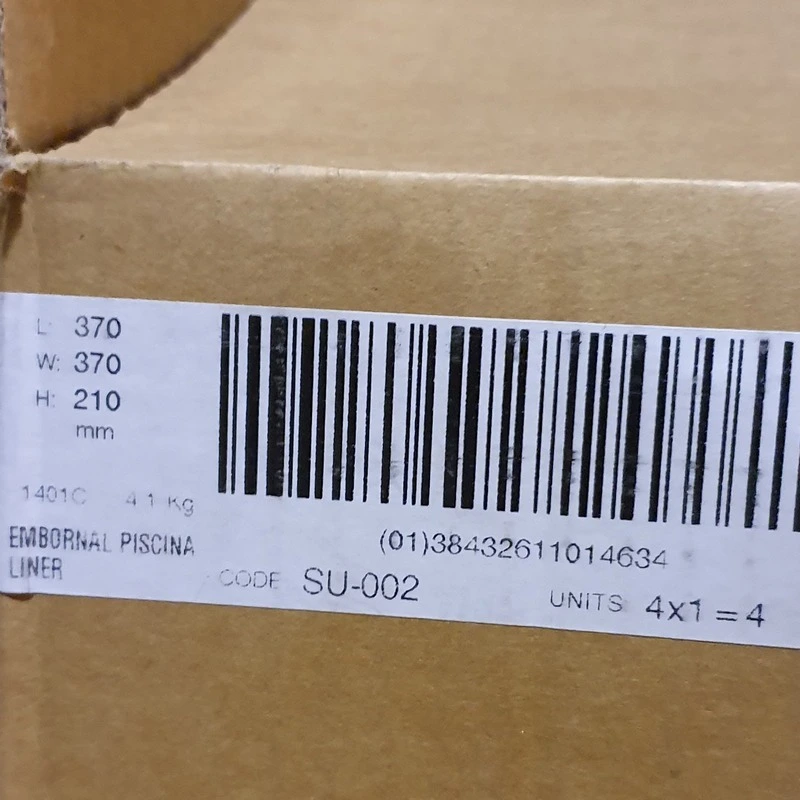 L: 370
W: 370
H: 210
mm
1401C 4.1 Kg
EMBORNAL PISCINA
LINER
(01)38432611014634
CODE SU-002
UNITS 4x1 = 4